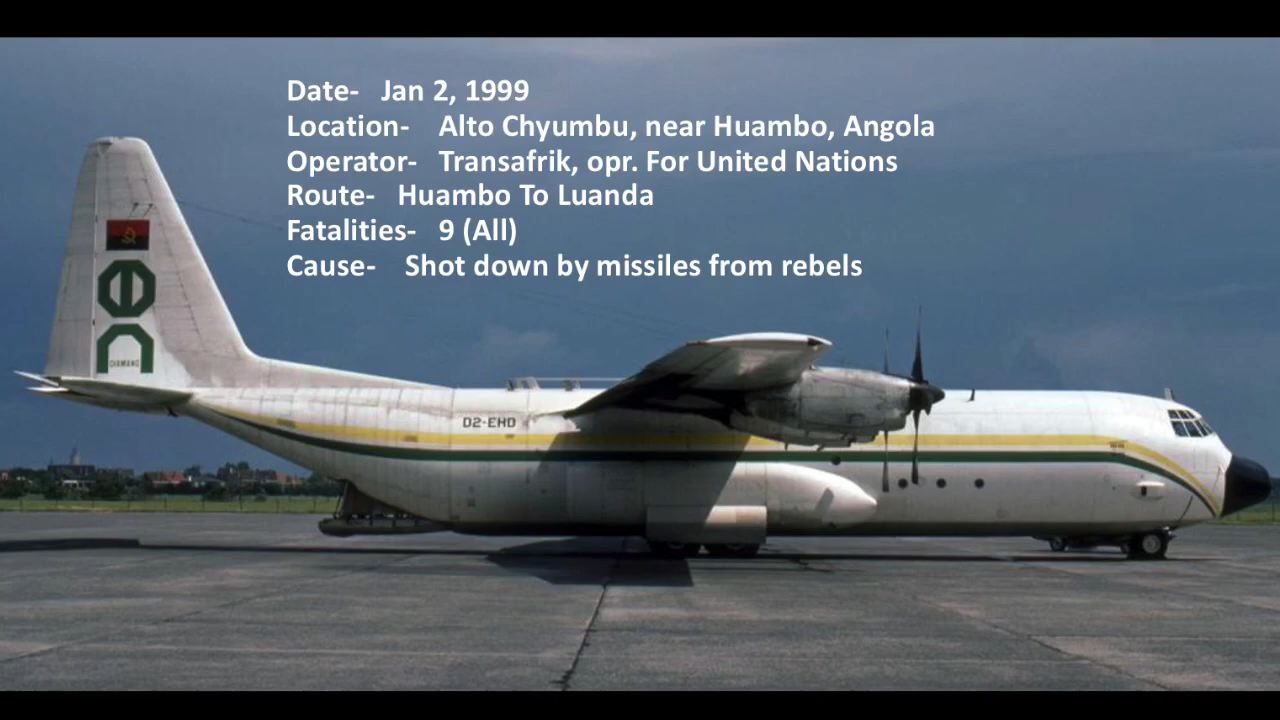 Date- Jan 2, 1999
Location- Alto Chyumbu, near Huambo, Angola
Operator- Transafrik, opr. For United Nations
Route- Huambo To Luanda
Fatalities- 9 (All)
Cause- Shot down by missiles from rebels
DIAMANG
D2-EHD